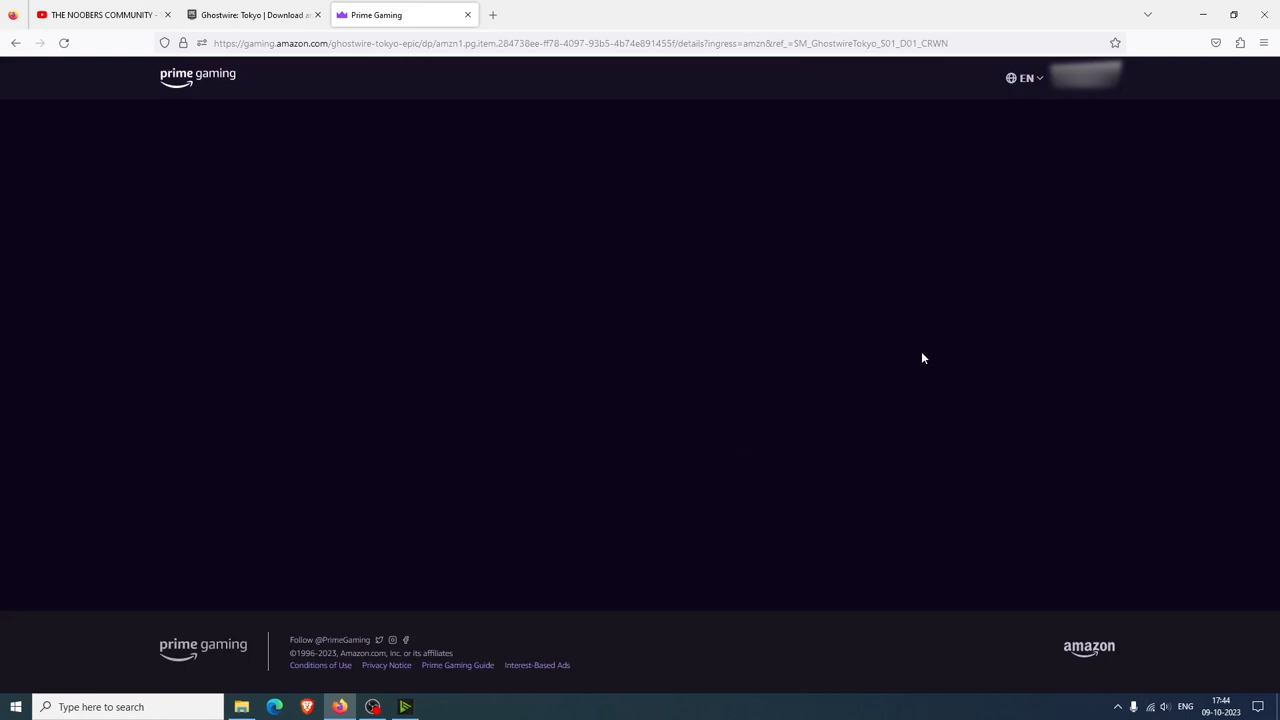 THE NOOBERS COMMUNITY -
Ghostwire: Tokyo | Download a
Prime Gaming
https://gaming.amazon.com/ghostwire-tokyo-epic/dp/amzn1.pg.item.284738ee-ff78-4097-93b5-4b74e891455f/details?ingress=amzn&ref_=SM_GhostwireTokyo_S01_D01_CRWN
prime gaming
EN
prime gaming
Follow @PrimeGaming
©1996-2023, Amazon.com, Inc. or its affiliates
Conditions of Use Privacy Notice Prime Gaming Guide Interest-Based Ads
amazon
Type here to search
ENG
17:44
09-10-2023